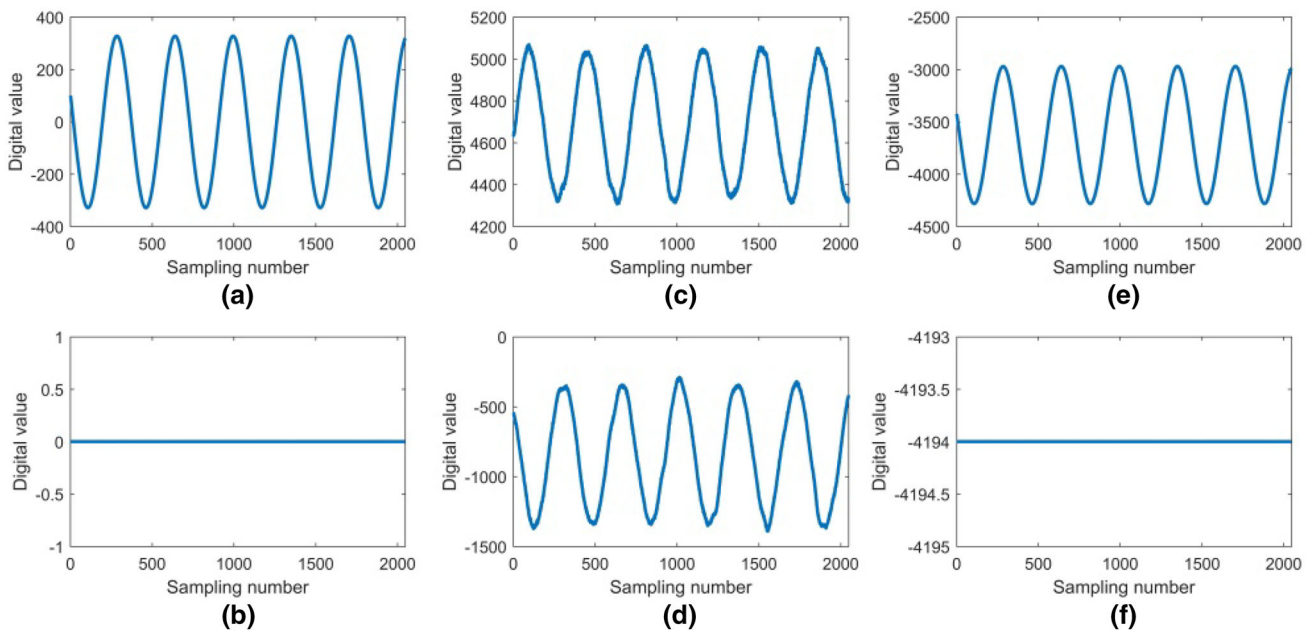 400
200
0
-200
-400
Digital value
0 500 1000 1500 2000
Sampling number
(a)
5200
5000
4800
4600
4400
4200
Digital value
0 500 1000 1500 2000
Sampling number
(c)
-2500
-3000
-3500
-4000
-4500
Digital value
0 500 1000 1500 2000
Sampling number
(e)
1
0.5
0
-0.5
-1
Digital value
0 500 1000 1500 2000
Sampling number
(b)
0
-500
-1000
-1500
Digital value
0 500 1000 1500 2000
Sampling number
(d)
-4193
-4193.5
-4194
-4194.5
-4195
Digital value
0 500 1000 1500 2000
Sampling number
(f)